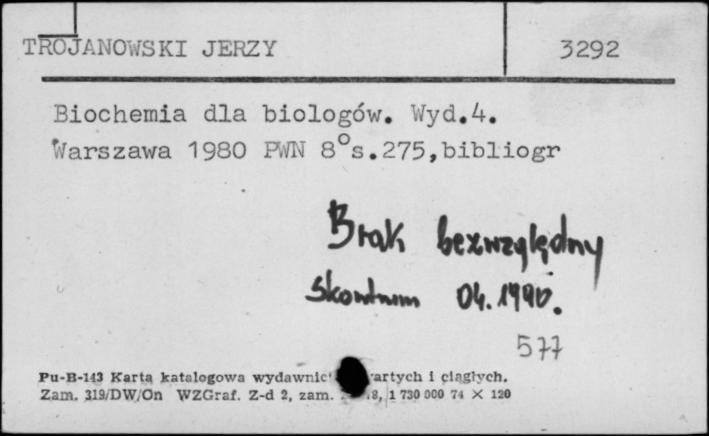 TROJANOWSKI JERZY 3292
Biochemia dla biologów. Wyd.4.
Warszawa 1980 PWN 8°s.275,bibliogr
Brak bezwzględny
Skontrum 04.1990.
577
Pu-B-143 Karta katalogowa wydawnic artych i ciągłych.
Zam. 319/DW/On WZGraf. Z-d 2, zam. 8, 1 730 000 74 × 120